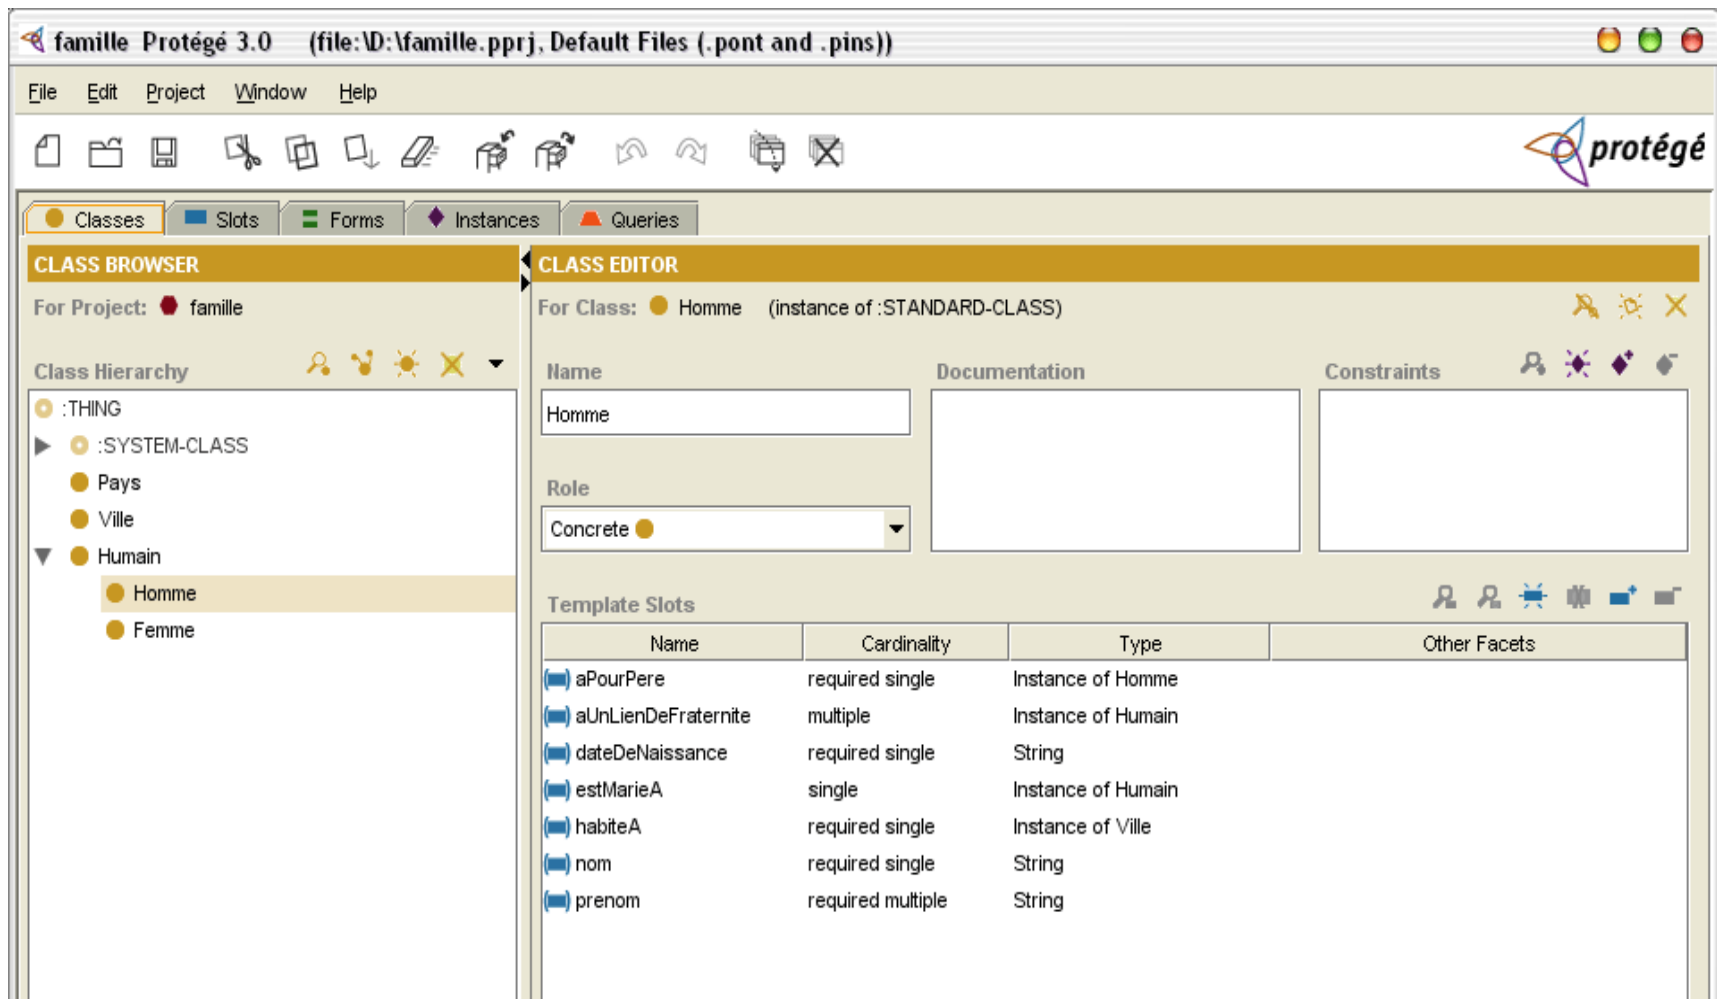 famille Protégé 3.0 (file:\D:\famille.pprj, Default Files (.pont and .pins))
File Edit Project Window Help
protégé
Classes Slots Forms Instances Queries
CLASS BROWSER
CLASS EDITOR
For Project: famille
For Class: Homme (instance of :STANDARD-CLASS)
Class Hierarchy
Name Documentation Constraints
:THING
Homme
:SYSTEM-CLASS
Pays
Role
Ville
Concrete
Humain
Homme
Template Slots
Femme
Name Cardinality Type Other Facets
aPourPere required single Instance of Homme
aUnLienDeFraternite multiple Instance of Humain
dateDeNaissance required single String
estMarieA single Instance of Humain
habiteA required single Instance of Ville
nom required single String
prenom required multiple String